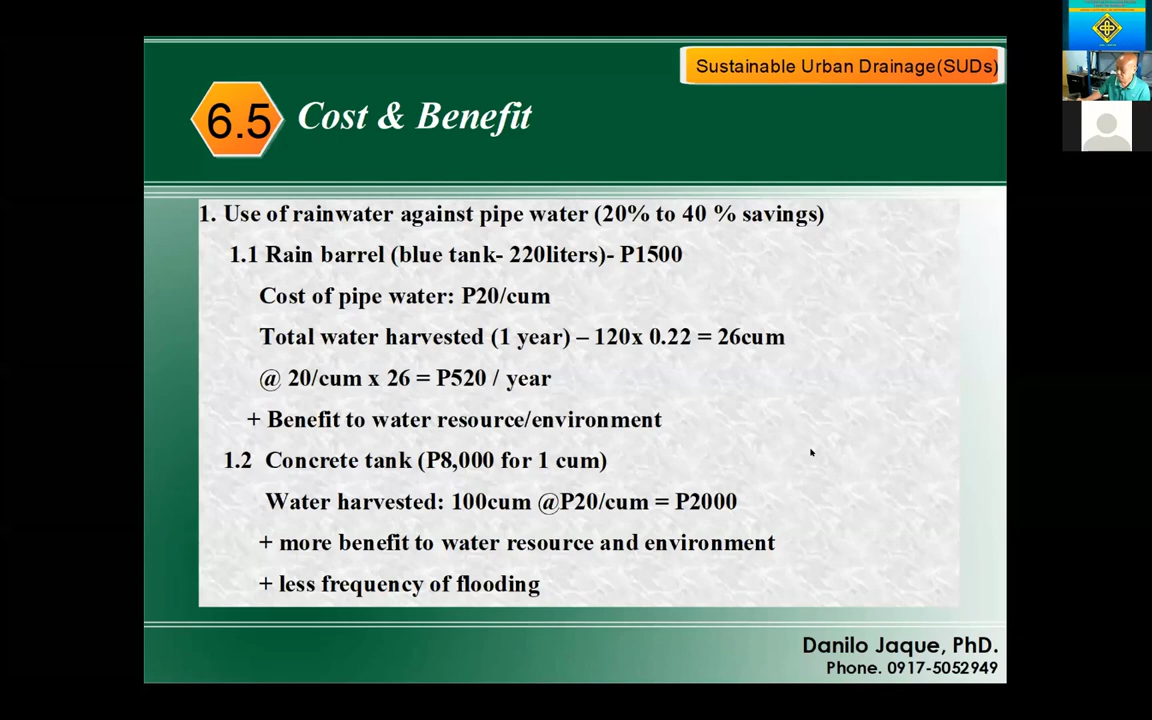 Sustainable Urban Drainage(SUDs)
6.5 Cost & Benefit
1. Use of rainwater against pipe water (20% to 40 % savings)
1.1 Rain barrel (blue tank- 220liters)- P1500
Cost of pipe water: P20/cum
Total water harvested (1 year) – 120x 0.22 = 26cum
@ 20/cum x 26 = P520 / year
+ Benefit to water resource/environment
1.2 Concrete tank (P8,000 for 1 cum)
Water harvested: 100cum @P20/cum = P2000
+ more benefit to water resource and environment
+ less frequency of flooding
Danilo Jaque, PhD.
Phone. 0917-5052949